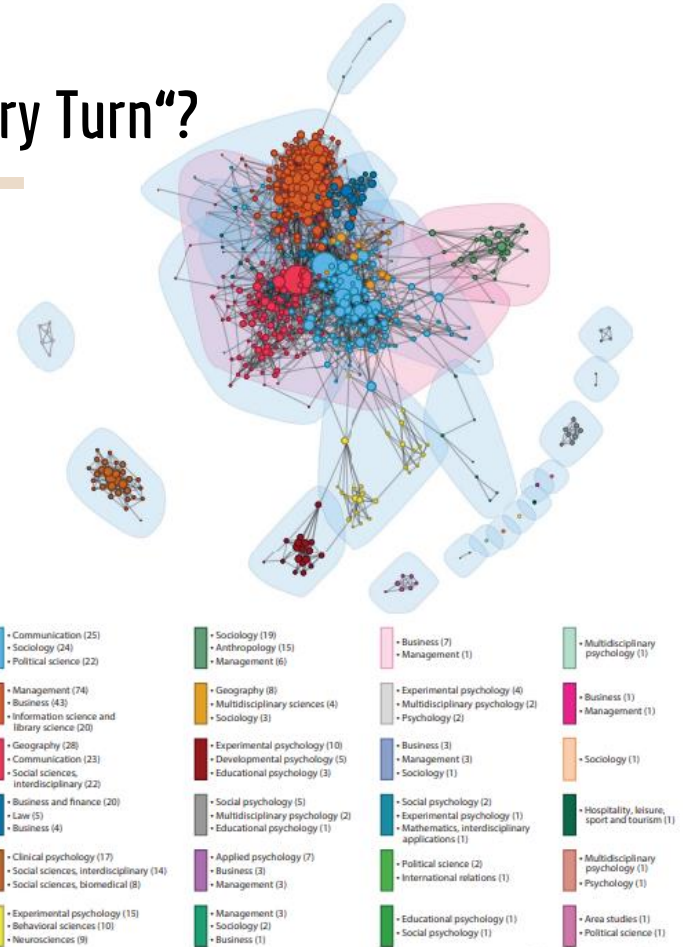 ry Turn“?
• Communication (25)
• Sociology (24)
• Political science (22)
• Management (74)
• Business (43)
• Information science and
library science (20)
• Geography (28)
• Communication (23)
• Social sciences,
interdisciplinary (22)
• Business and finance (20)
• Law (5)
• Business (4)
• Clinical psychology (17)
• Social sciences, interdisciplinary (14)
• Social sciences, biomedical (8)
• Experimental psychology (15)
• Behavioral sciences (10)
• Neurosciences (9)
• Sociology (19)
• Anthropology (15)
• Management (6)
• Geography (8)
• Multidisciplinary sciences (4)
• Sociology (3)
• Experimental psychology (10)
• Developmental psychology (5)
• Educational psychology (3)
• Social psychology (5)
• Multidisciplinary psychology (2)
• Educational psychology (1)
• Applied psychology (7)
• Business (3)
• Management (3)
• Management (3)
• Sociology (2)
• Business (1)
• Business (7)
• Management (1)
• Experimental psychology (4)
• Multidisciplinary psychology (2)
• Psychology (2)
• Business (3)
• Management (3)
• Sociology (1)
• Social psychology (2)
• Experimental psychology (1)
• Mathematics, interdisciplinary
applications (1)
• Political science (2)
• International relations (1)
• Educational psychology (1)
• Social psychology (1)
• Multidisciplinary
psychology (1)
• Business (1)
• Management (1)
• Sociology (1)
• Hospitality, leisure,
sport and tourism (1)
• Multidisciplinary
psychology (1)
• Psychology (1)
• Area studies (1)
• Political science (1)